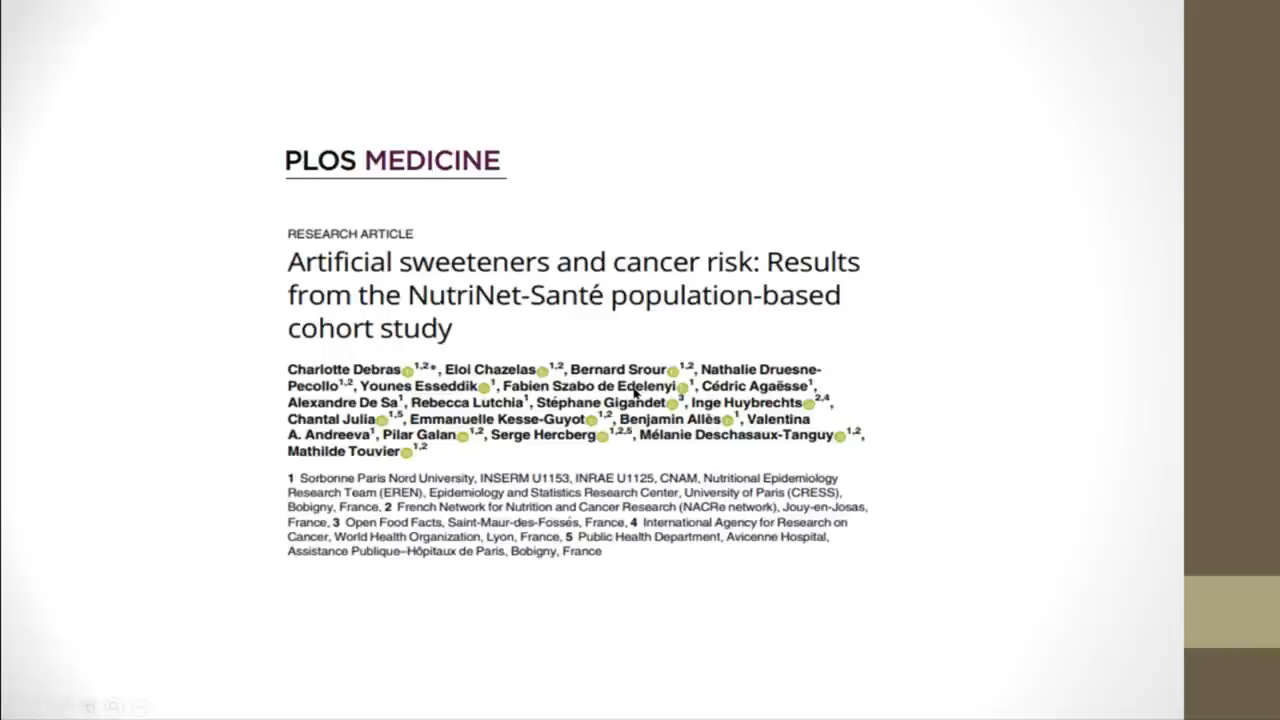 PLOS MEDICINE
RESEARCH ARTICLE
Artificial sweeteners and cancer risk: Results
from the NutriNet-Santé population-based
cohort study
Charlotte Debras1,2*, Eloi Chazelas1,2, Bernard Srour1,2, Nathalie Druesne-
Pecollo1,2, Younes Esseddik1, Fabien Szabo de Edelenyi1, Cédric Agaësse1,
Alexandre De Sa1, Rebecca Lutchia1, Stéphane Gigandet3, Inge Huybrechts2,4,
Chantal Julia1,5, Emmanuelle Kesse-Guyot1,2, Benjamin Allès1, Valentina
A. Andreeva1, Pilar Galan1,2, Serge Hercberg1,2,5, Mélanie Deschasaux-Tanguy1,2,
Mathilde Touvier1,2
1 Sorbonne Paris Nord University, INSERM U1153, INRAE U1125, CNAM, Nutritional Epidemiology
Research Team (EREN), Epidemiology and Statistics Research Center, University of Paris (CRESS),
Bobigny, France, 2 French Network for Nutrition and Cancer Research (NACRe network), Jouy-en-Josas,
France, 3 Open Food Facts, Saint-Maur-des-Fossés, France, 4 International Agency for Research on
Cancer, World Health Organization, Lyon, France, 5 Public Health Department, Avicenne Hospital,
Assistance Publique–Hôpitaux de Paris, Bobigny, France